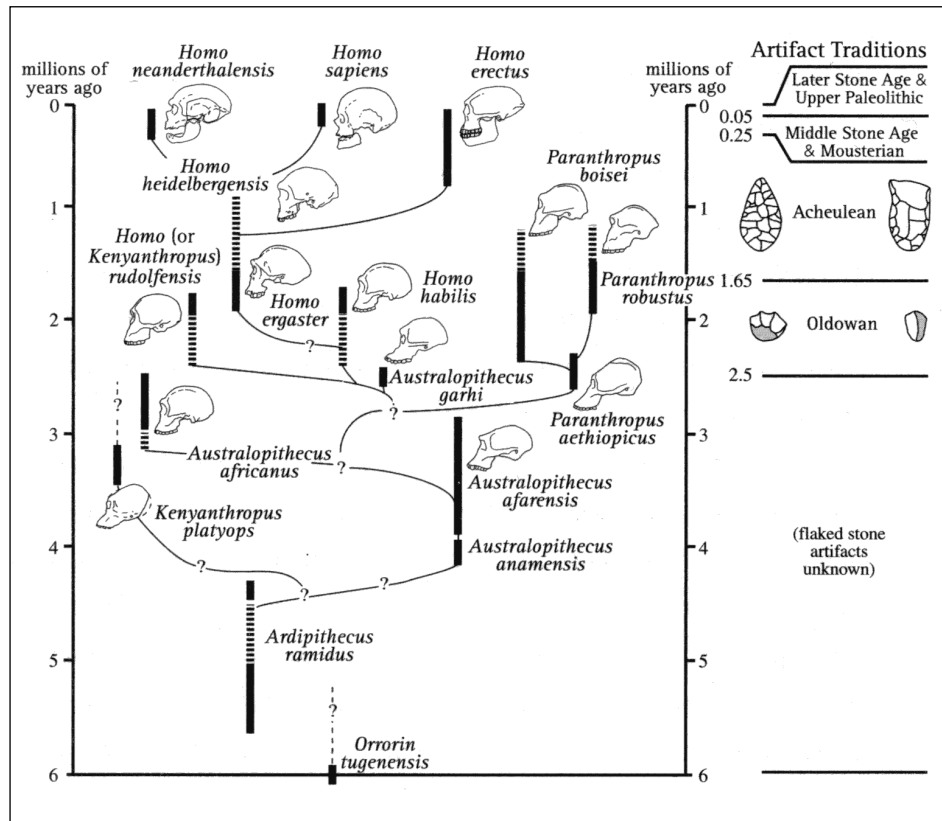 Homo
neanderthalensis
Homo
sapiens
Homo
erectus
millions of
years ago
millions of
years ago
Artifact Traditions
Later Stone Age &
Upper Paleolithic
Middle Stone Age
& Mousterian
Acheulean
Oldowan
(flaked stone
artifacts
unknown)
0
1
2
3
4
5
6
0
1
2
3
4
5
6
0.05
0.25
1.65
2.5
Homo
heidelbergensis
Paranthropus
boisei
Homo (or
Kenyanthropus)
rudolfensis
Homo
ergaster
Homo
habilis
Paranthropus
robustus
?
Australopithecus
garhi
?
Paranthropus
aethiopicus
?
Australopithecus
africanus
?
Australopithecus
afarensis
Kenyanthropus
platyops
Australopithecus
anamensis
?
?
?
Ardipithecus
ramidus
?
Orrorin
tugenensis